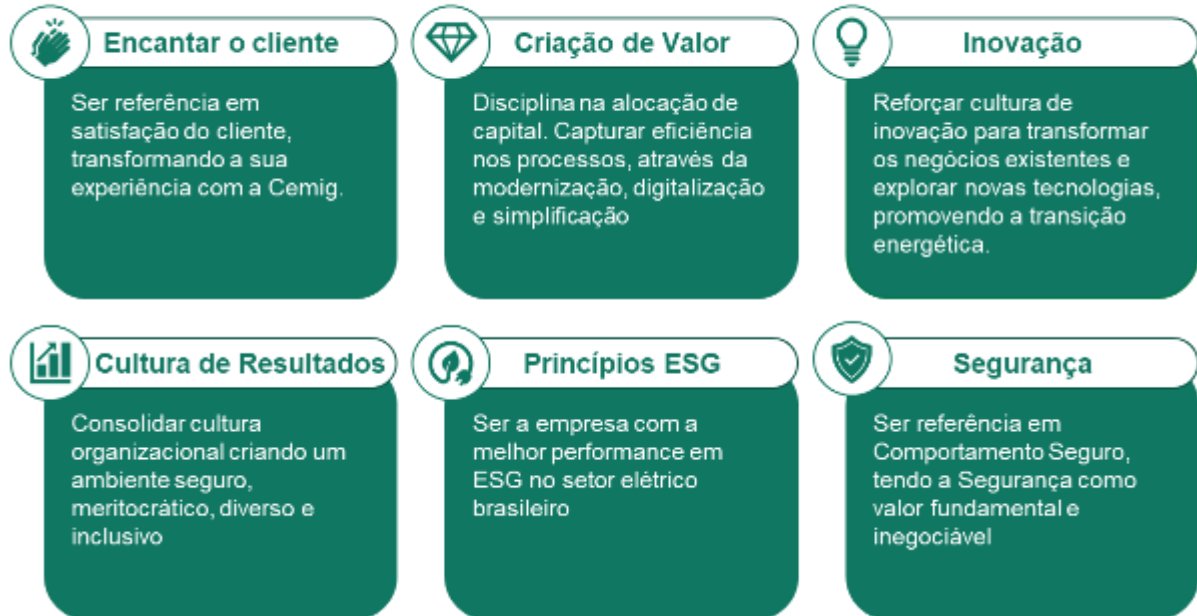 Encantar o cliente
Ser referência em
satisfação do cliente,
transformando a sua
experiência com a Cemig.
Criação de Valor
Disciplina na alocação de
capital. Capturar eficiência
nos processos, através da
modernização, digitalização
e simplificação
Inovação
Reforçar cultura de
inovação para transformar
os negócios existentes e
explorar novas tecnologias,
promovendo a transição
energética.
Cultura de Resultados
Consolidar cultura
organizacional criando um
ambiente seguro,
meritocrático, diverso e
inclusivo
Princípios ESG
Ser a empresa com a
melhor performance em
ESG no setor elétrico
brasileiro
Segurança
Ser referência em
Comportamento Seguro,
tendo a Segurança como
valor fundamental e
inegociável